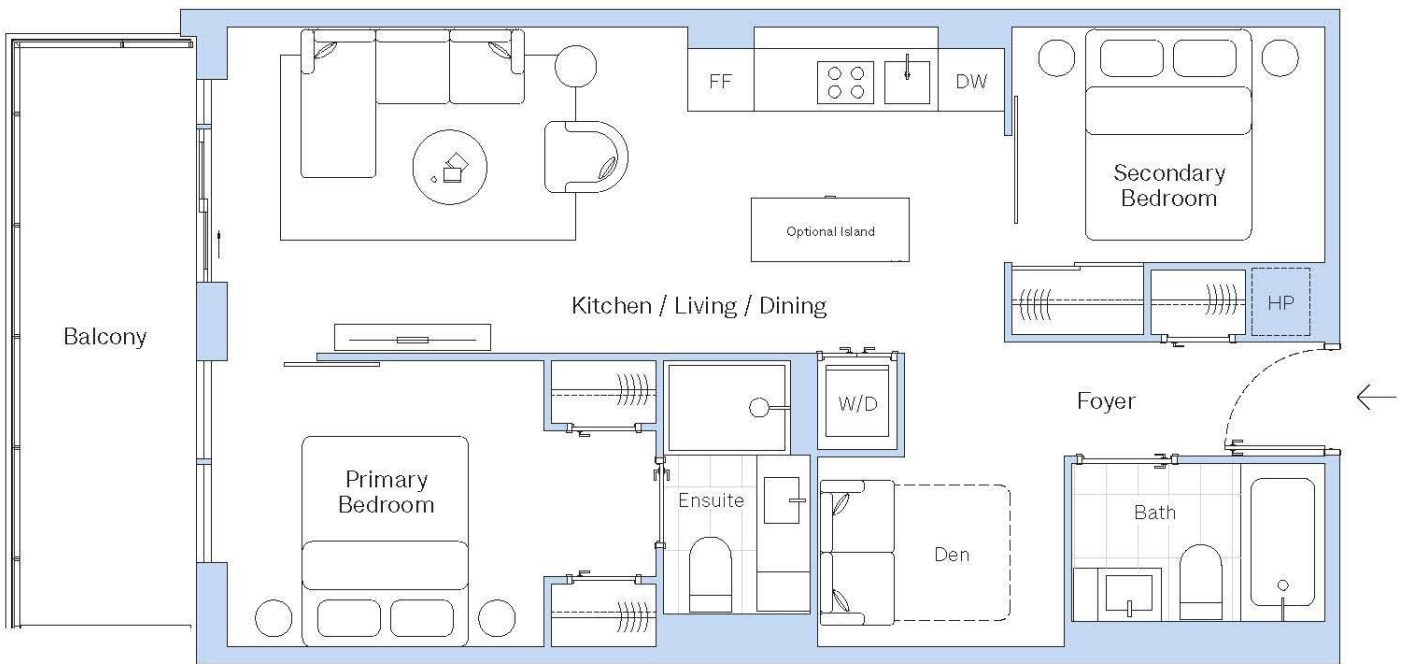 FF
DW
Secondary
Bedroom
Optional Island
Kitchen / Living / Dining
HP
Balcony
W/D
Foyer
Primary
Bedroom
Ensuite
Bath
Den